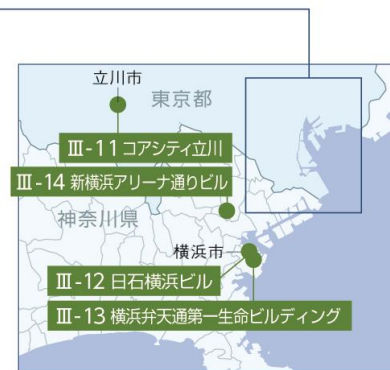 立川市
東京都
Ⅲ-11 コアシティ立川
Ⅲ-14 新横浜アリーナ通りビル
神奈川県
横浜市
Ⅲ-12 日石横浜ビル
Ⅲ-13 横浜弁天通第一生命ビルディング